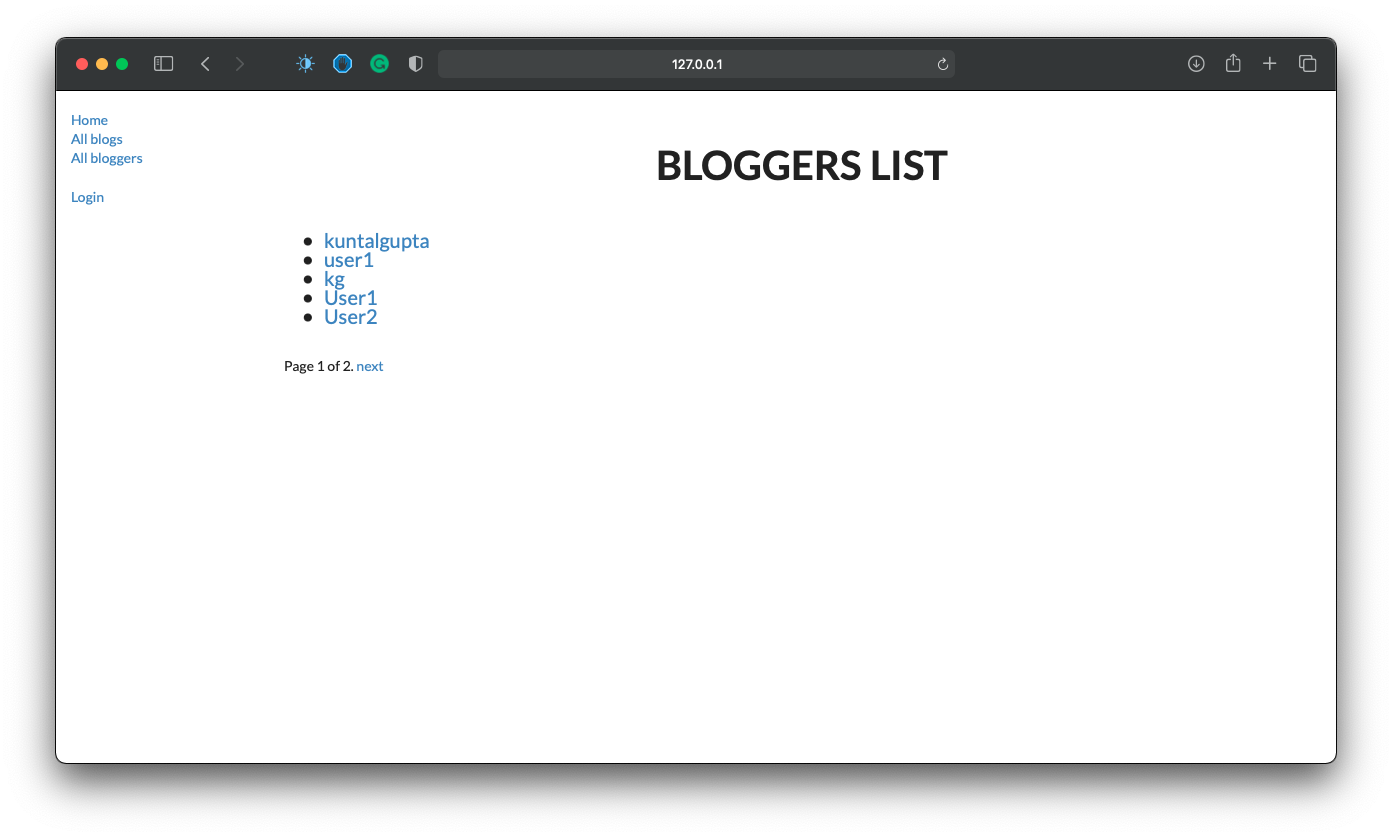 127.0.0.1
Home
All blogs
All bloggers
Login
BLOGGERS LIST
kuntalgupta
user1
kg
User1
User2
Page 1 of 2. next